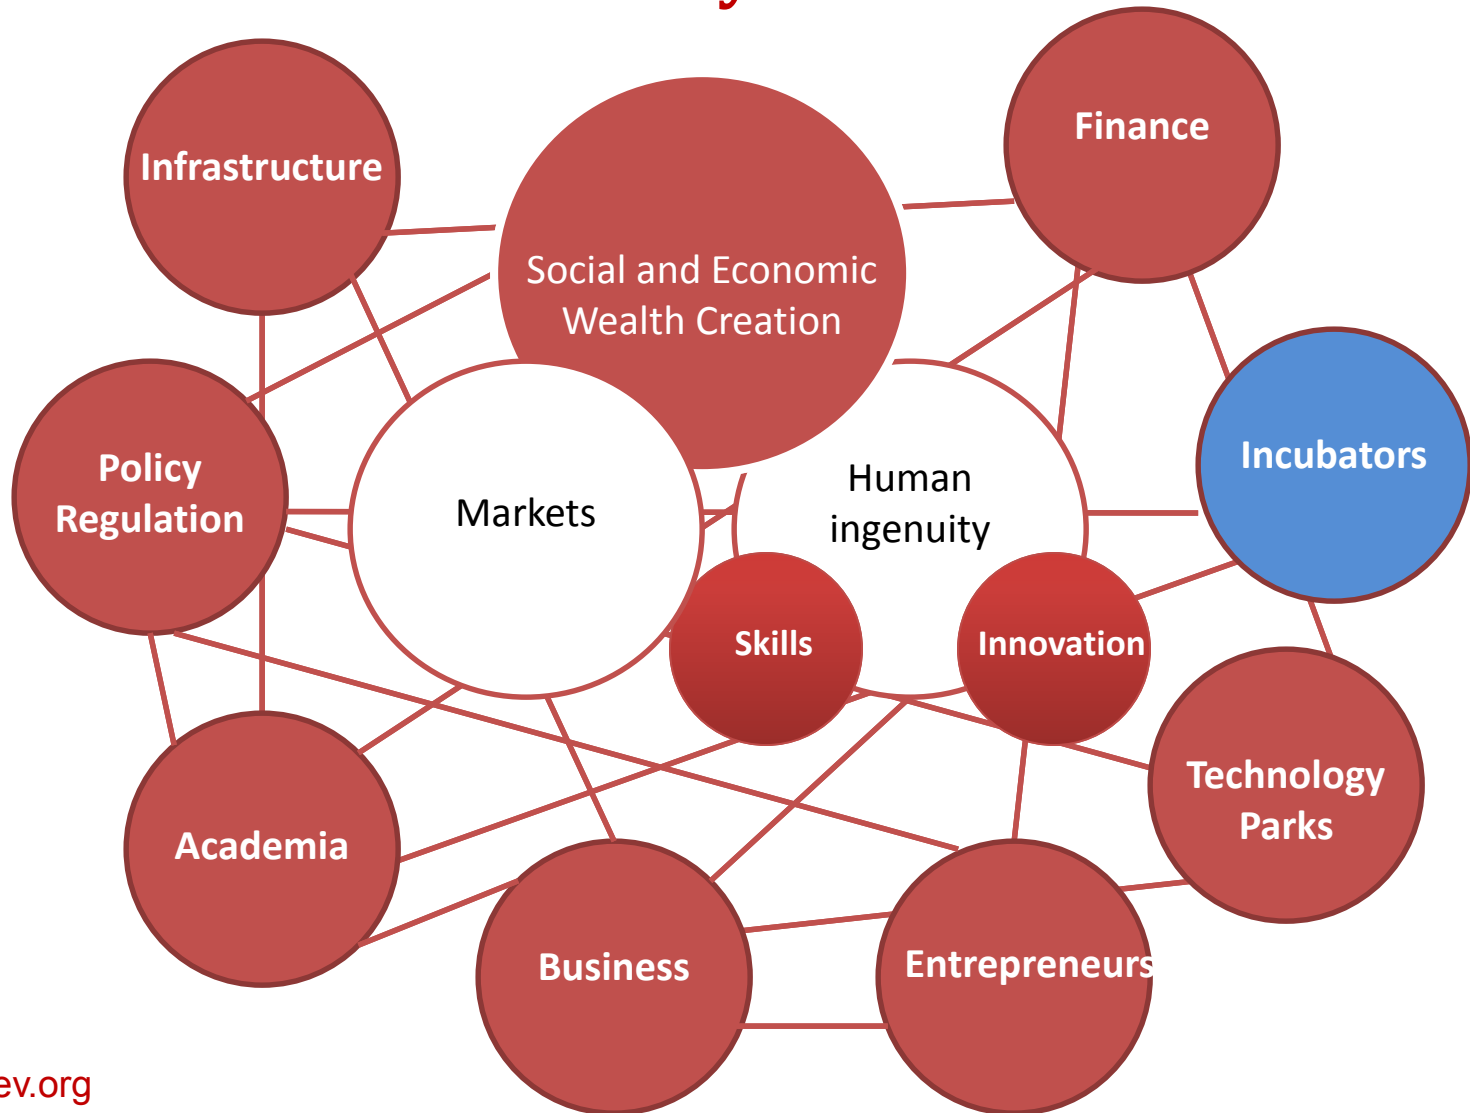 Finance
Infrastructure
Social and Economic
Wealth Creation
Incubators
Policy
Regulation
Markets
Human
ingenuity
Skills
Innovation
Technology
Parks
Academia
Business
Entrepreneurs
ev.org